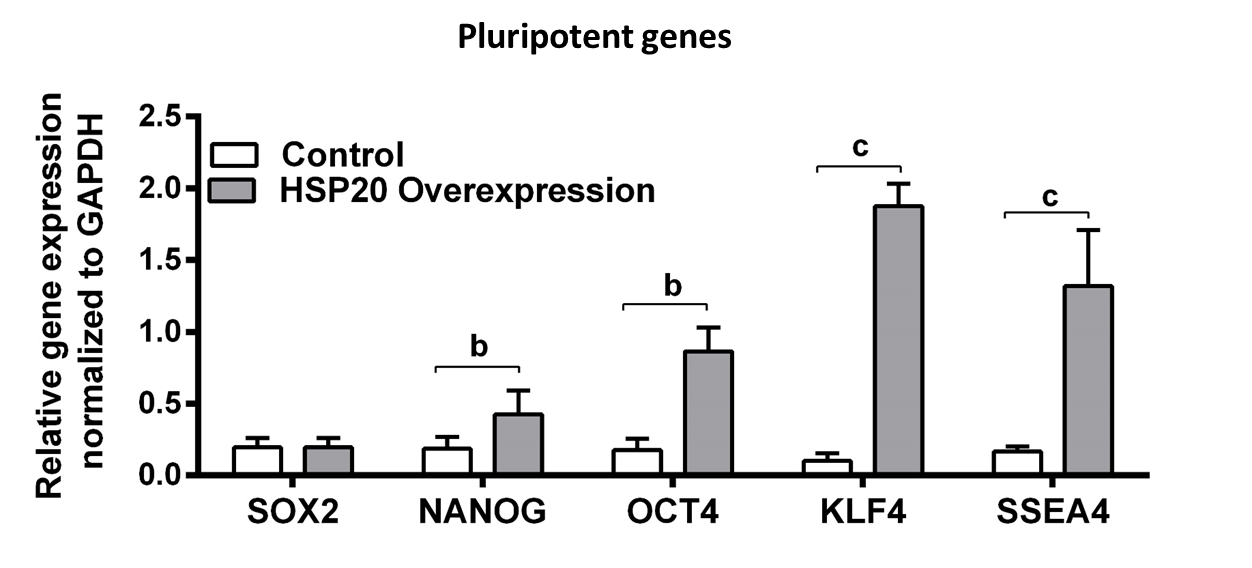 Pluripotent genes
Relative gene expression
normalized to GAPDH
2.5
2.0
1.5
1.0
0.5
0.0
Control
HSP20 Overexpression
b
b
c
c
SOX2
NANOG
OCT4
KLF4
SSEA4